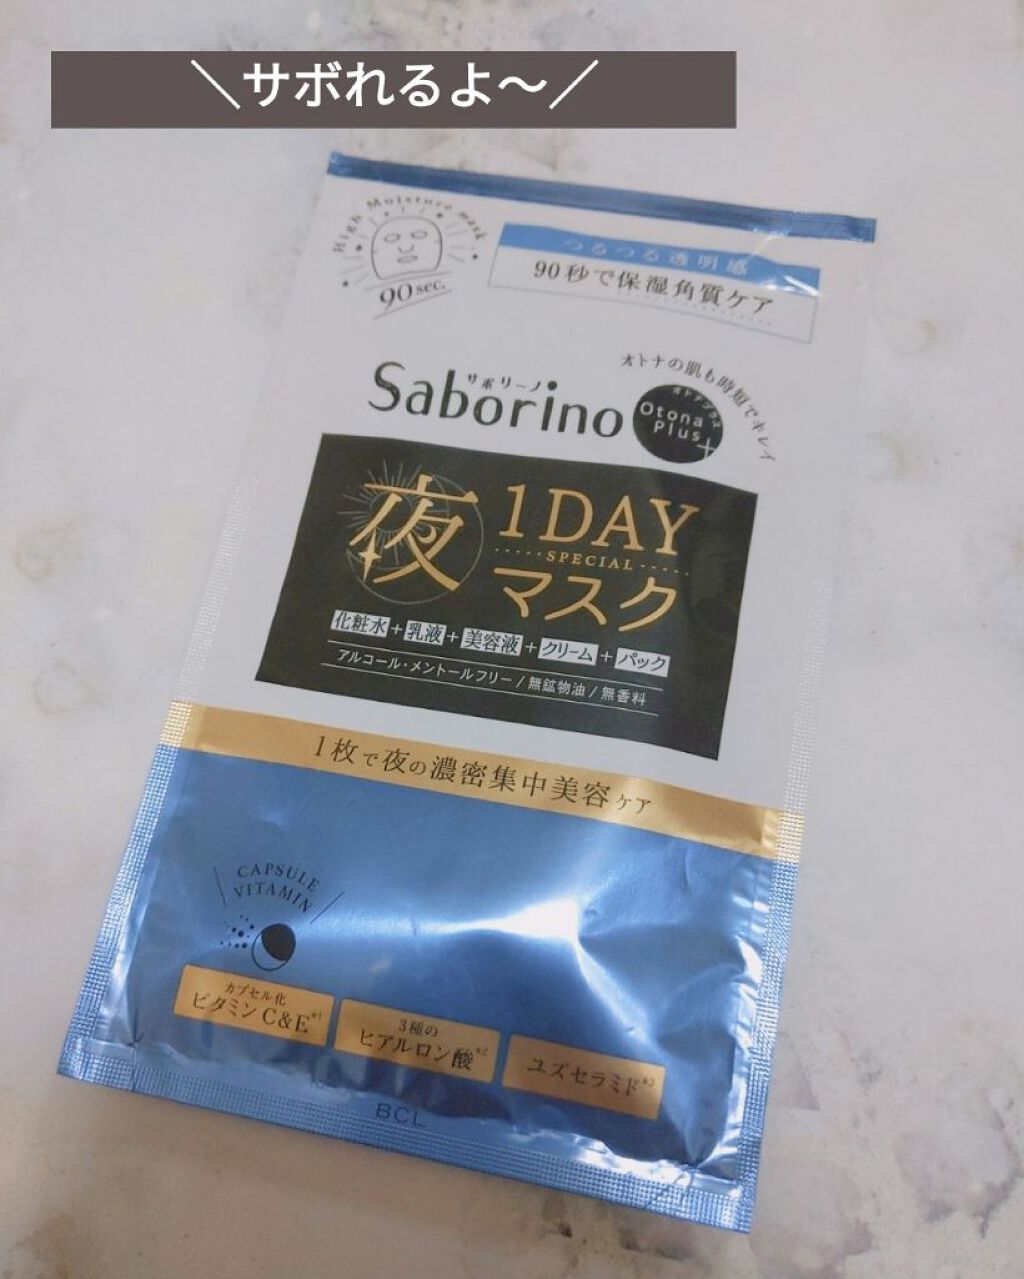 ＼サボれるよ〜／
High Moisture mask
90 sec.
つるつる透明感
90秒で保湿角質ケア
オトナの肌も時短でキレイ
サボリーノ
Saborino
オトナプラス
Otona
Plus+
夜
1DAY
SPECIAL
マスク
化粧水+乳液+美容液+クリーム+パック
アルコール・メントールフリー/無鉱物油/無香料
1枚で夜の濃密集中美容ケア
CAPSULE
VITAMIN
カプセル化
ビタミンC&E※1
3種の
ヒアルロン酸※2
ユズセラミド※3
BCL